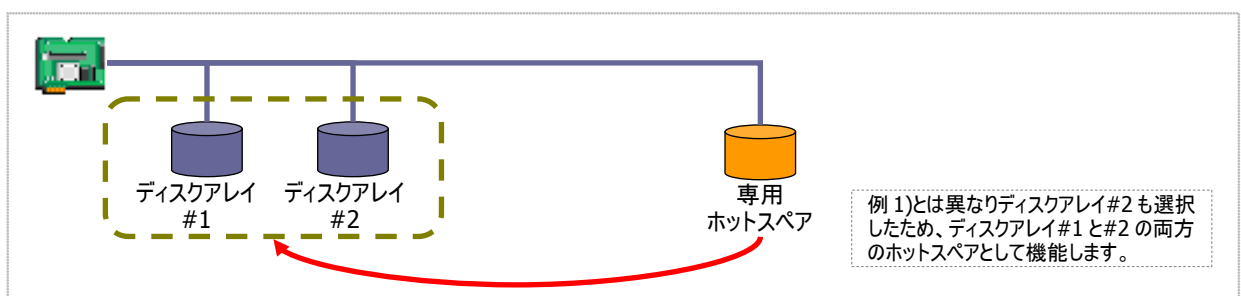 ディスクアレイ
#1
ディスクアレイ
#2
専用
ホットスペア
例 1)とは異なりディスクアレイ#2 も選択
したため、ディスクアレイ#1 と#2 の両方
のホットスペアとして機能します。